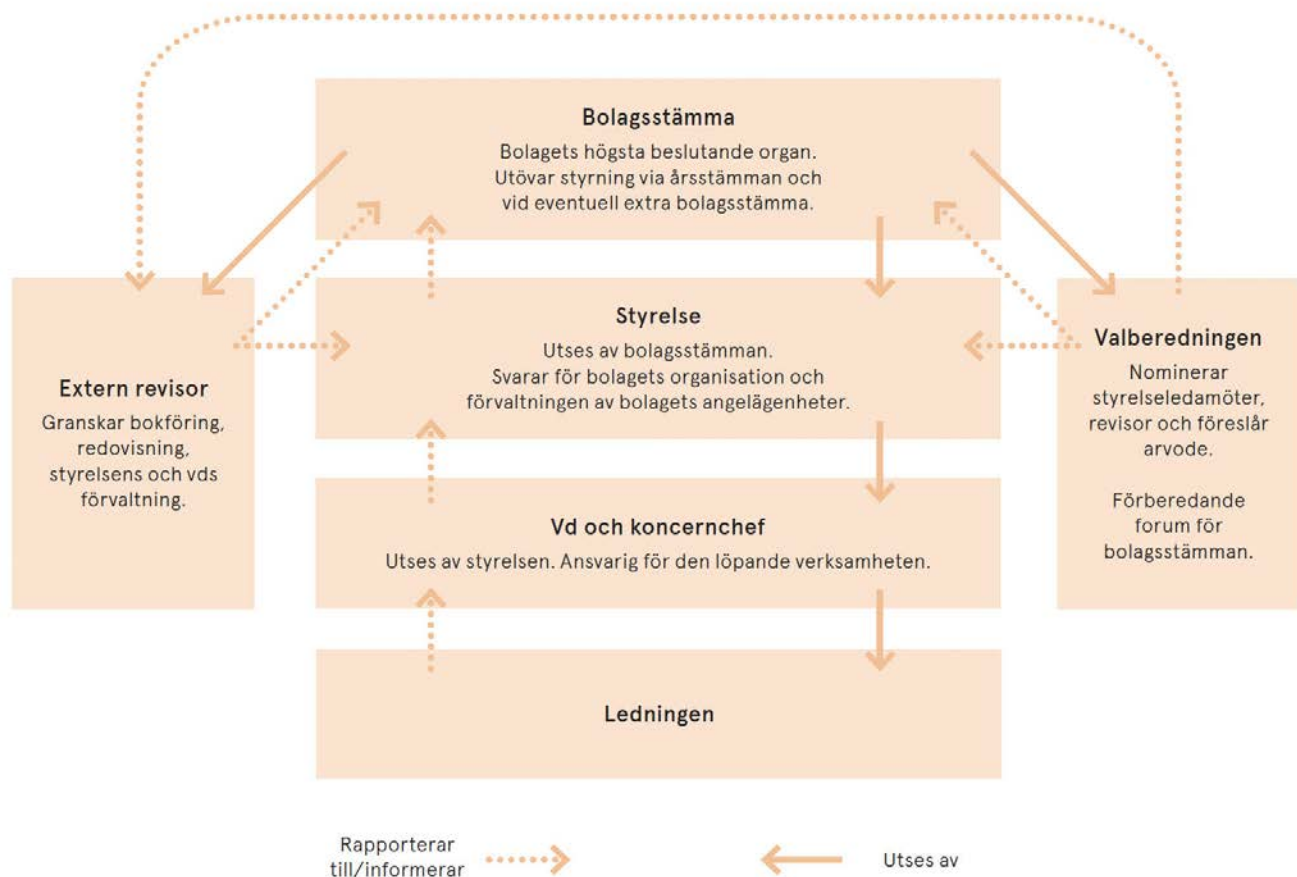 Bolagsstämma
Bolagets högsta beslutande organ.
Utövar styrning via årsstämman och
vid eventuell extra bolagsstämma.
Extern revisor
Granskar bokföring,
redovisning,
styrelsens och vds
förvaltning.
Styrelse
Utses av bolagsstämman.
Svarar för bolagets organisation och
förvaltningen av bolagets angelägenheter.
Valberedningen
Nominerar
styrelseledamöter,
revisor och föreslår
arvode.
Förberedande
forum för
bolagsstämman.
Vd och koncernchef
Utses av styrelsen. Ansvarig för den löpande verksamheten.
Ledningen
Rapporterar
till/informerar
Utses av